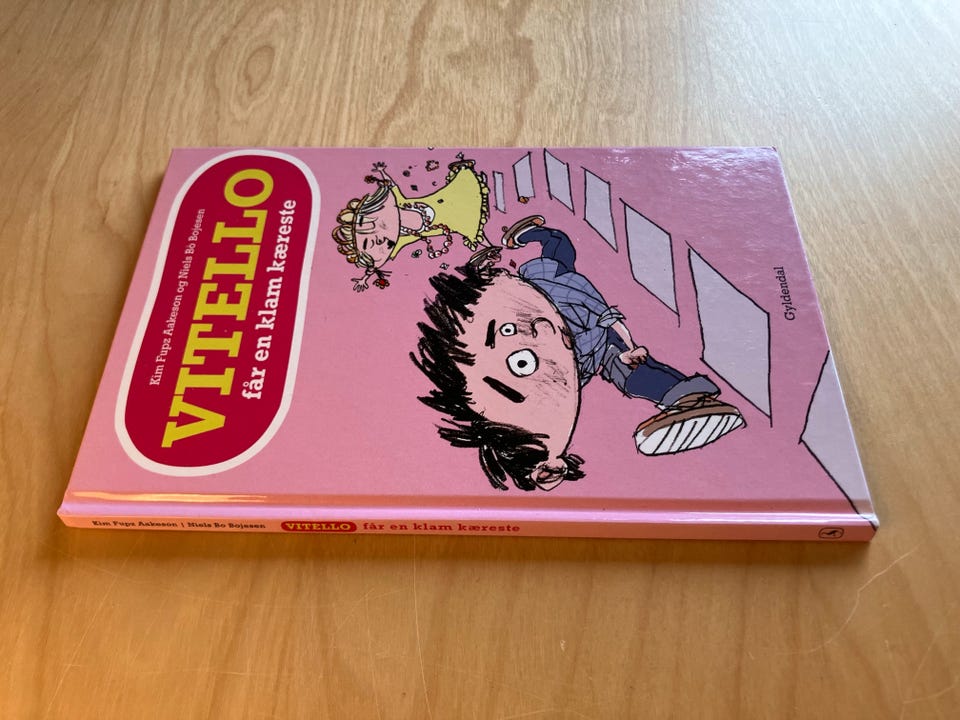 Kim Fupz Aakeson og Niels Bo Bojesen
VITELLO
får en klam kæreste
Gyldendal
Kim Fupz Aakeson | Niels Bo Bojesen VITELLO får en klam kæreste